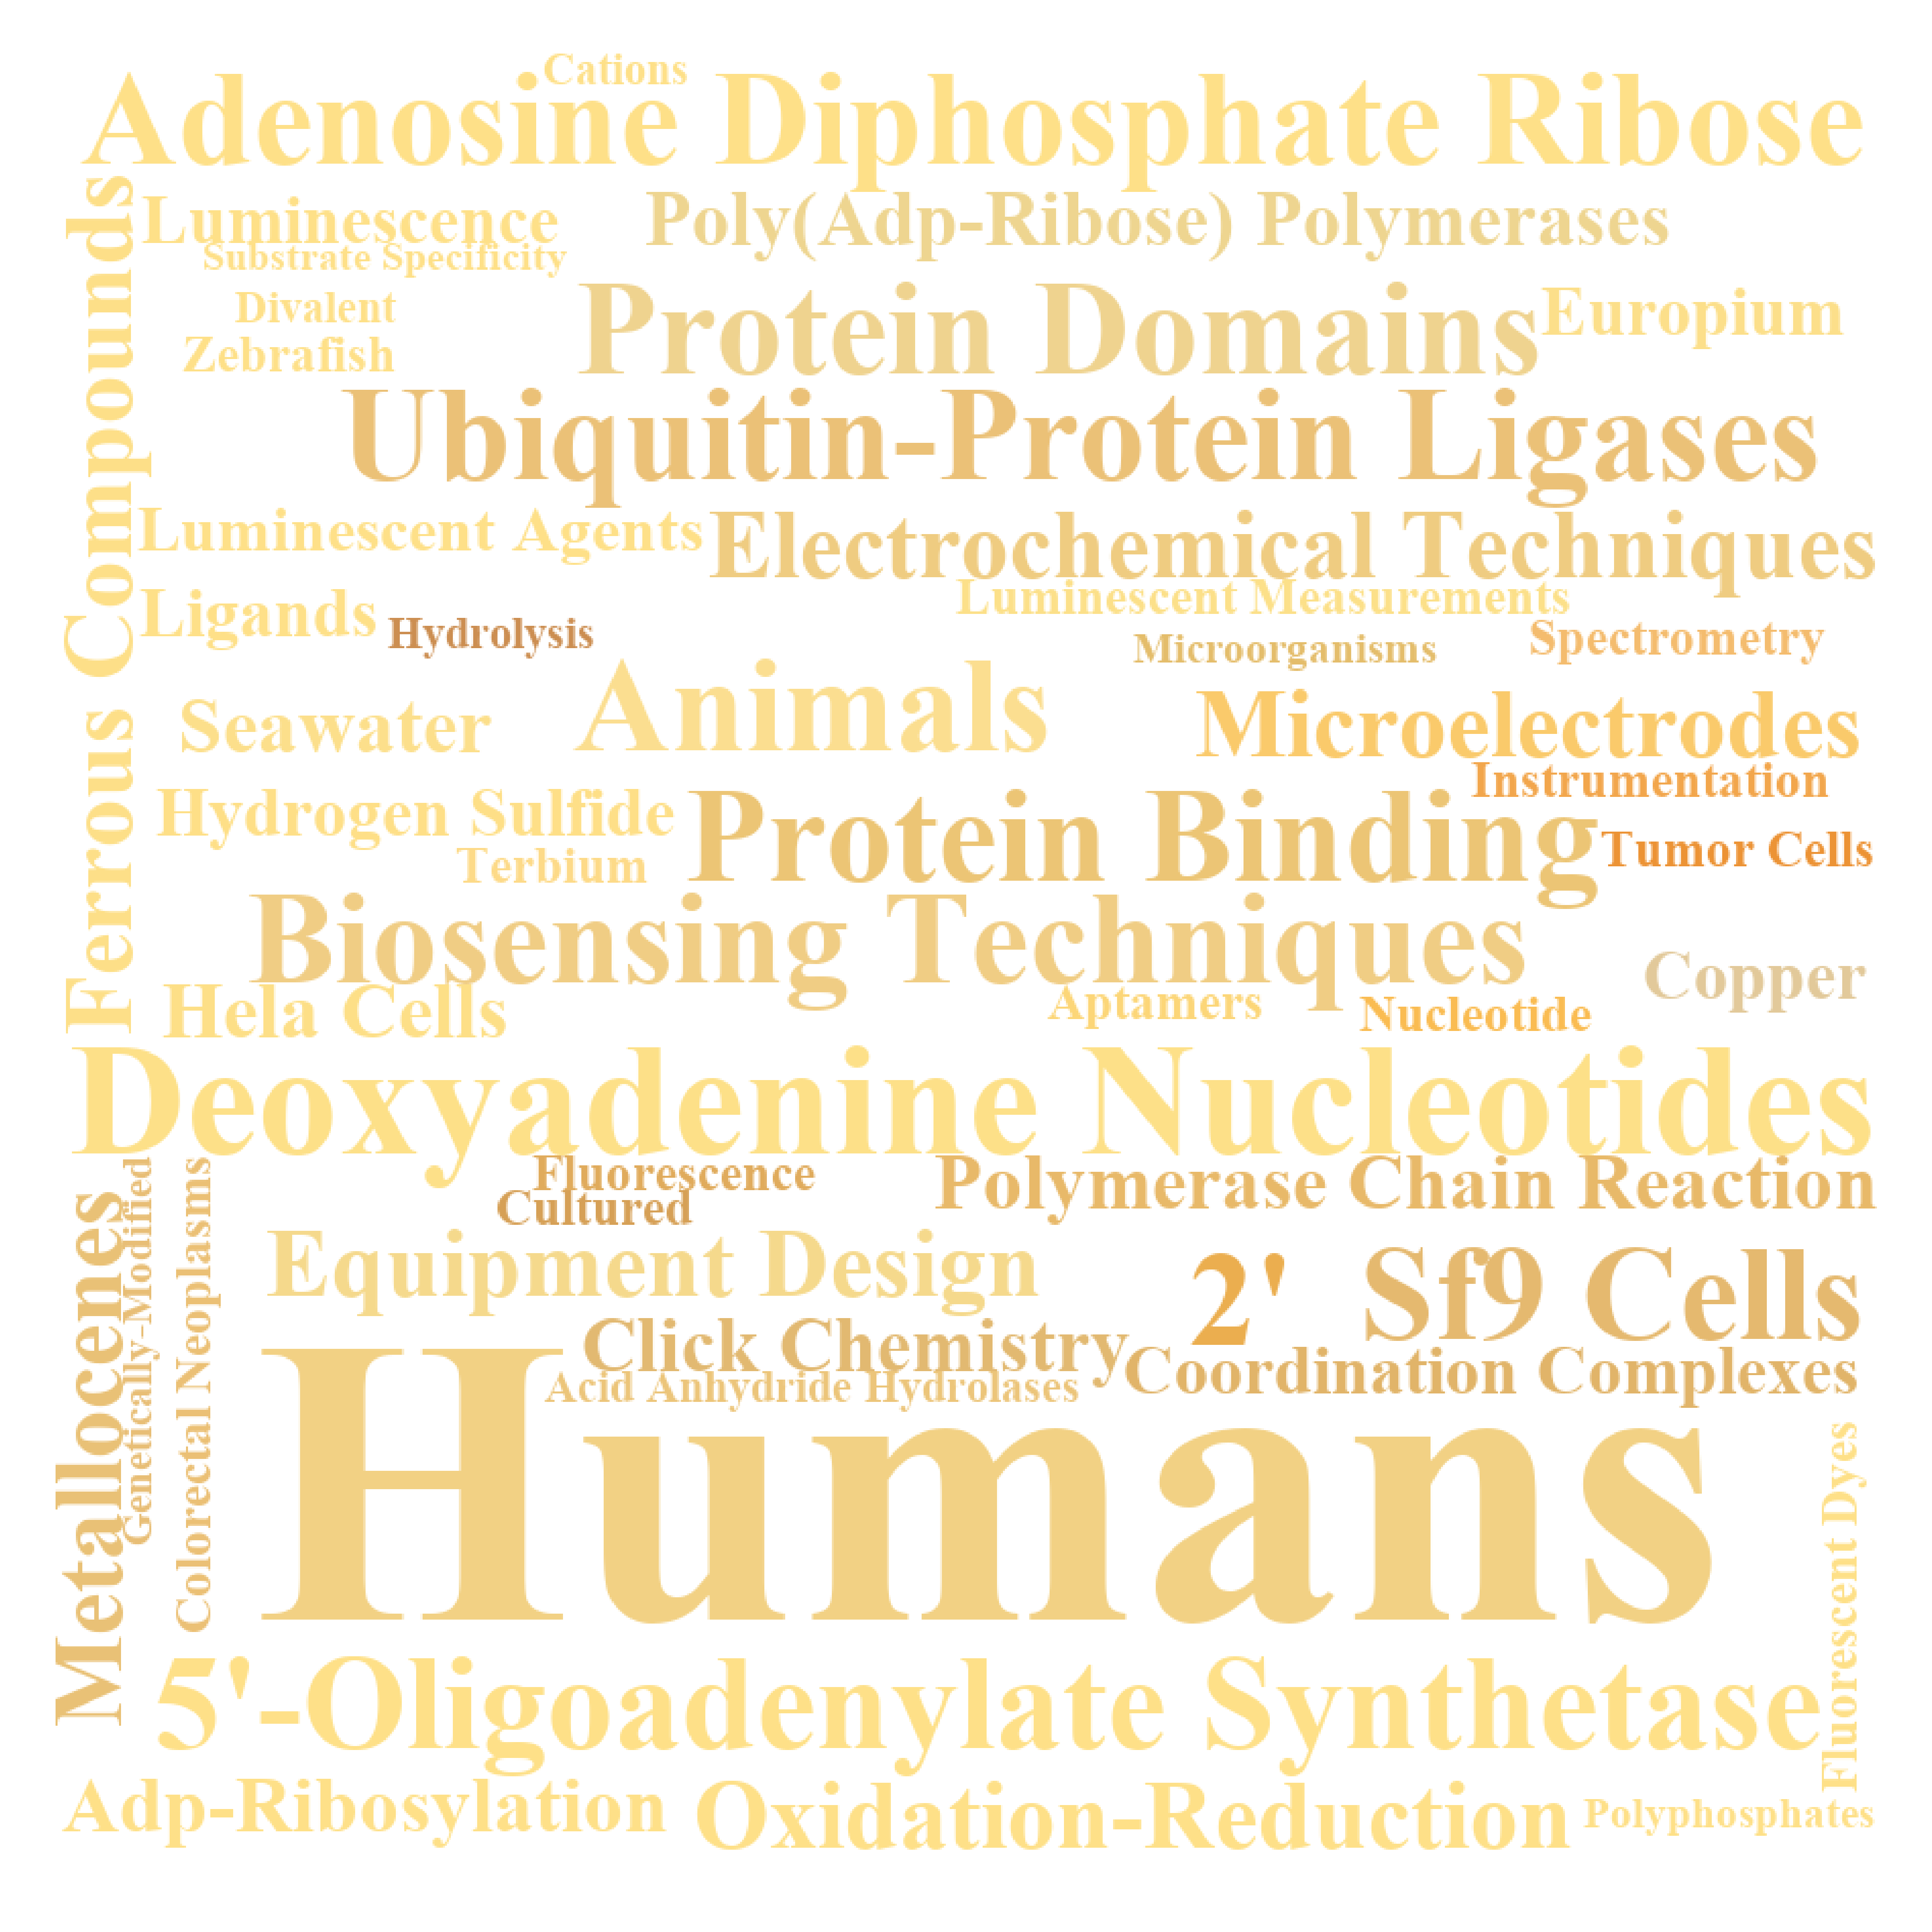 Cations
Adenosine Diphosphate Ribose
Luminescence
Poly(Adp-Ribose) Polymerases
Substrate Specificity
Divalent
Protein Domains
Europium
Zebrafish
Ferrous Compounds
Ubiquitin-Protein Ligases
Luminescent Agents
Electrochemical Techniques
Luminescent Measurements
Ligands
Hydrolysis
Microorganisms
Spectrometry
Seawater
Animals
Microelectrodes
Instrumentation
Hydrogen Sulfide
Protein Binding
Tumor Cells
Terbium
Biosensing Techniques
Copper
Hela Cells
Aptamers
Nucleotide
Deoxyadenine Nucleotides
Fluorescence
Polymerase Chain Reaction
Cultured
Metallocenes
Genetically-Modified
Colorectal Neoplasms
Equipment Design
2'
Sf9 Cells
Click Chemistry
Coordination Complexes
Acid Anhydride Hydrolases
Humans
Fluorescent Dyes
5'-Oligoadenylate Synthetase
Adp-Ribosylation
Oxidation-Reduction
Polyphosphates